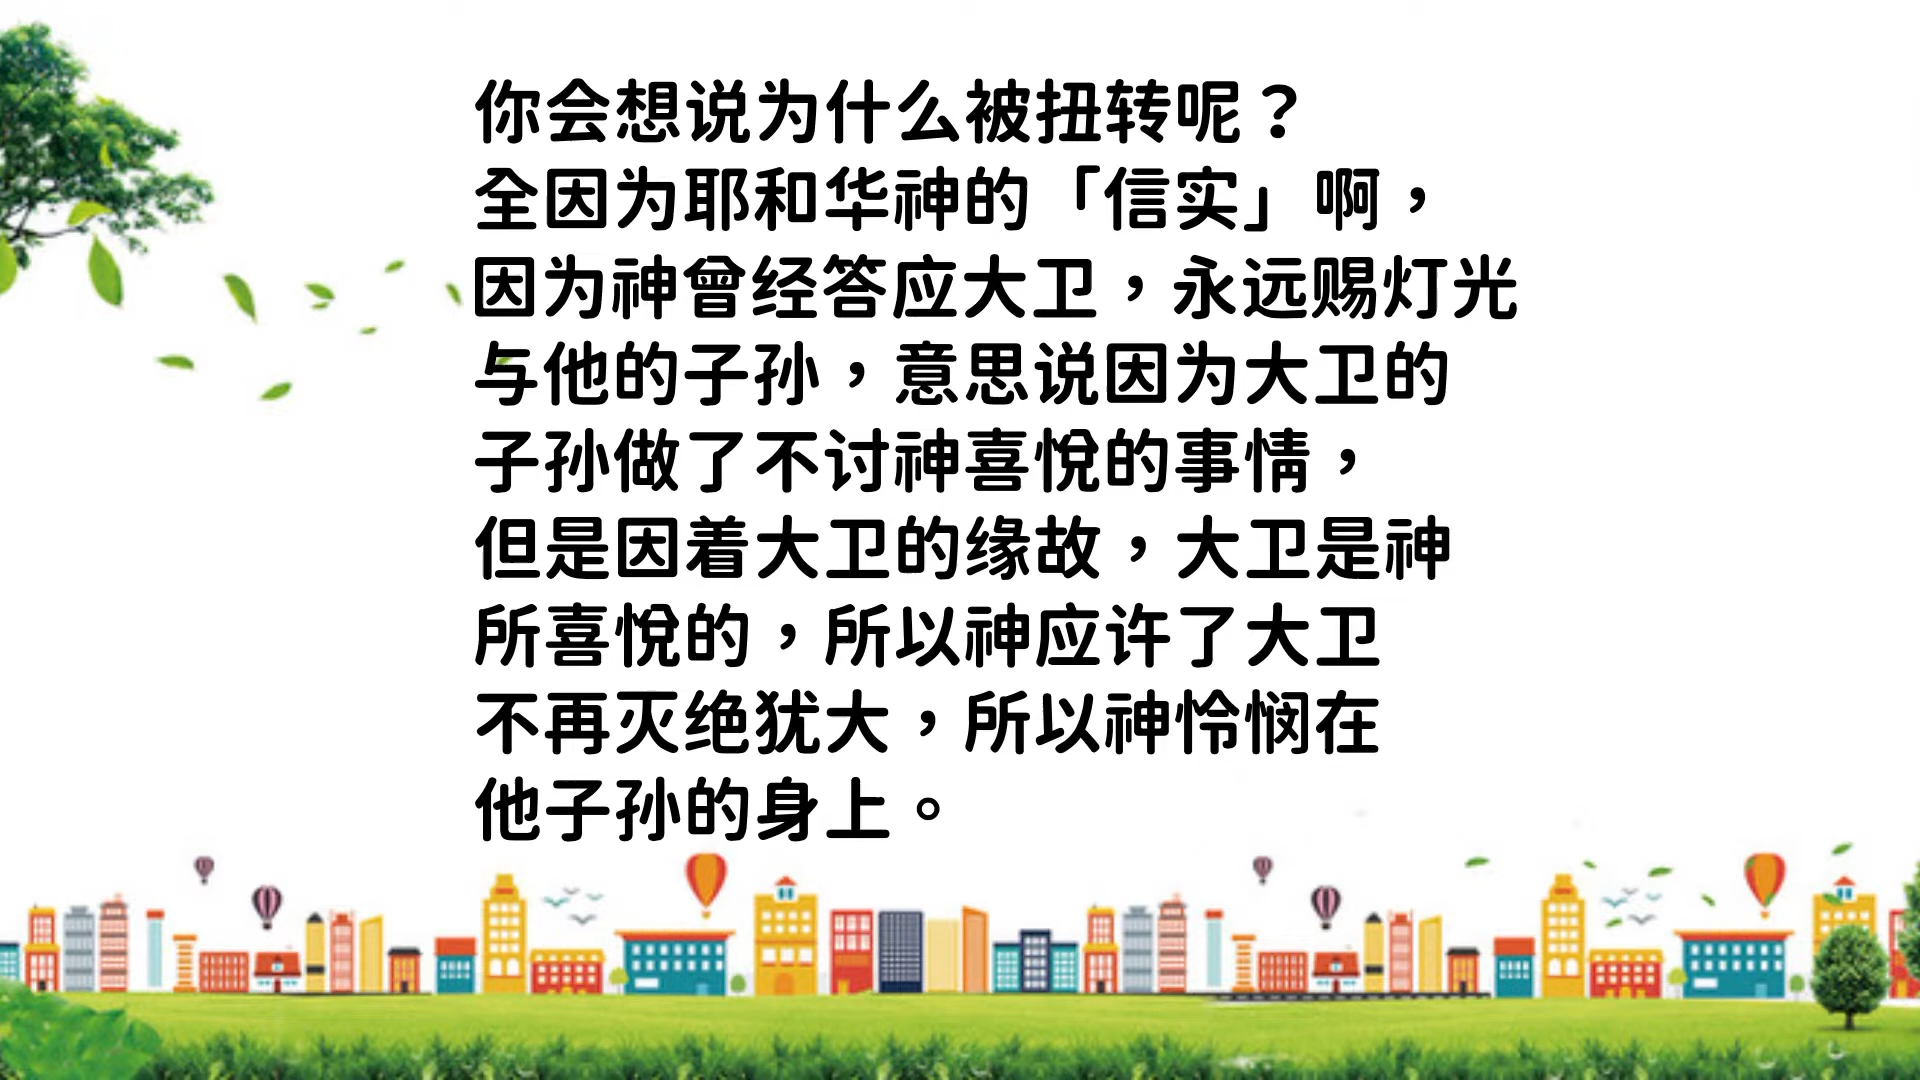 你会想说为什么被扭转呢？
全因为耶和华神的「信实」啊，
因为神曾经答应大卫，永远赐灯光
与他的子孙，意思说因为大卫的
子孙做了不讨神喜悅的事情，
但是因着大卫的缘故，大卫是神
所喜悅的，所以神应许了大卫
不再灭绝犹大，所以神怜悯在
他子孙的身上。